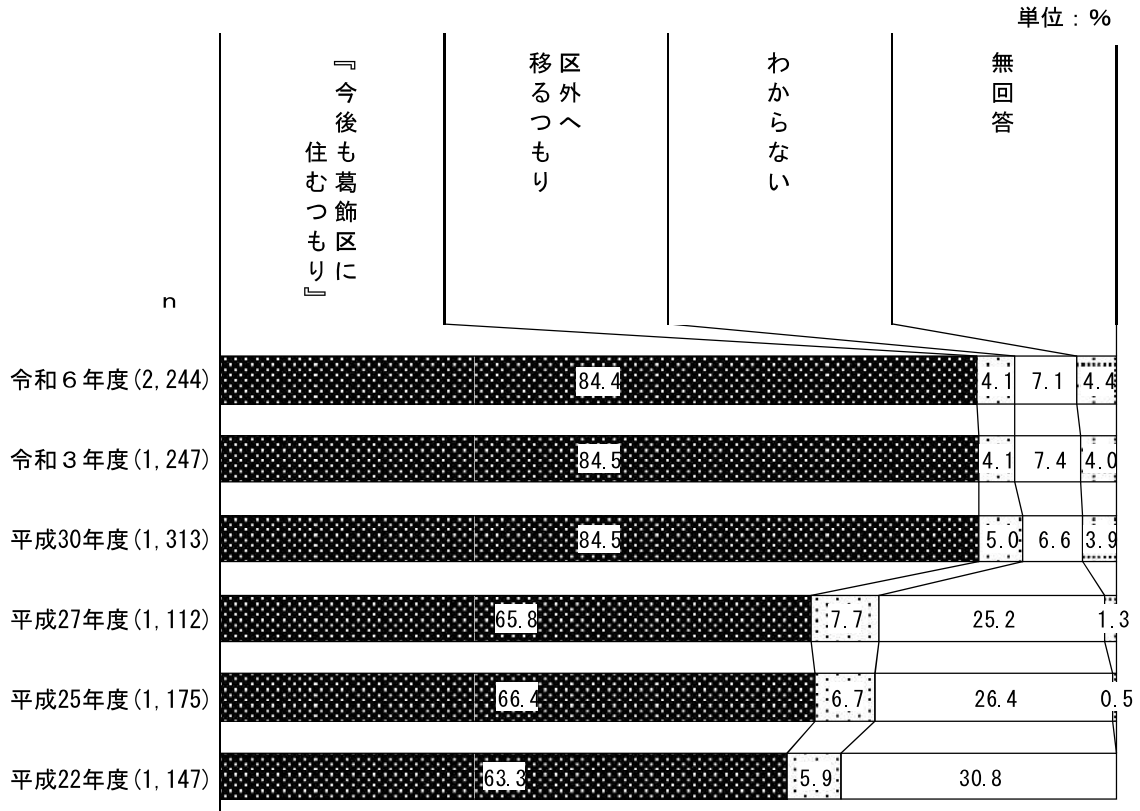 単位：％
『今後も葛飾区に
住むつもり』
区外へ
移るつもり
わからない
無回答
ｎ
令和６年度(2,244) 84.4 4.1 7.1 4.4
令和３年度(1,247) 84.5 4.1 7.4 4.0
平成30年度(1,313) 84.5 5.0 6.6 3.9
平成27年度(1,112) 65.8 7.7 25.2 1.3
平成25年度(1,175) 66.4 6.7 26.4 0.5
平成22年度(1,147) 63.3 5.9 30.8